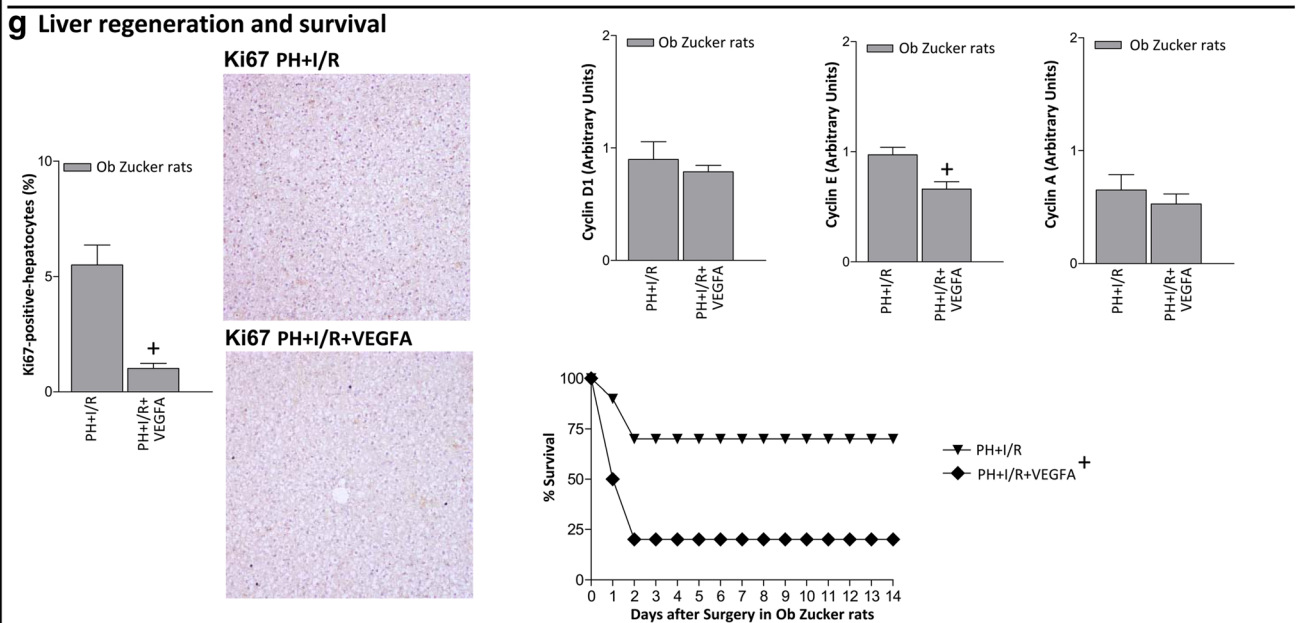 g Liver regeneration and survival
Ki67 PH+I/R
Ki67-positive-hepatocytes (%)
10
5
0
Ob Zucker rats
PH+I/R
PH+I/R+
VEGFA
+
Ki67 PH+I/R+VEGFA
Cyclin D1 (Arbitrary Units)
2
1
0
Ob Zucker rats
PH+I/R
PH+I/R+
VEGFA
Cyclin E (Arbitrary Units)
2
1
0
Ob Zucker rats
+
PH+I/R
PH+I/R+
VEGFA
Cyclin A (Arbitrary Units)
2
1
0
Ob Zucker rats
PH+I/R
PH+I/R+
VEGFA
% Survival
100
75
50
25
0
0 1 2 3 4 5 6 7 8 9 10 11 12 13 14
Days after Surgery in Ob Zucker rats
PH+I/R
PH+I/R+VEGFA +